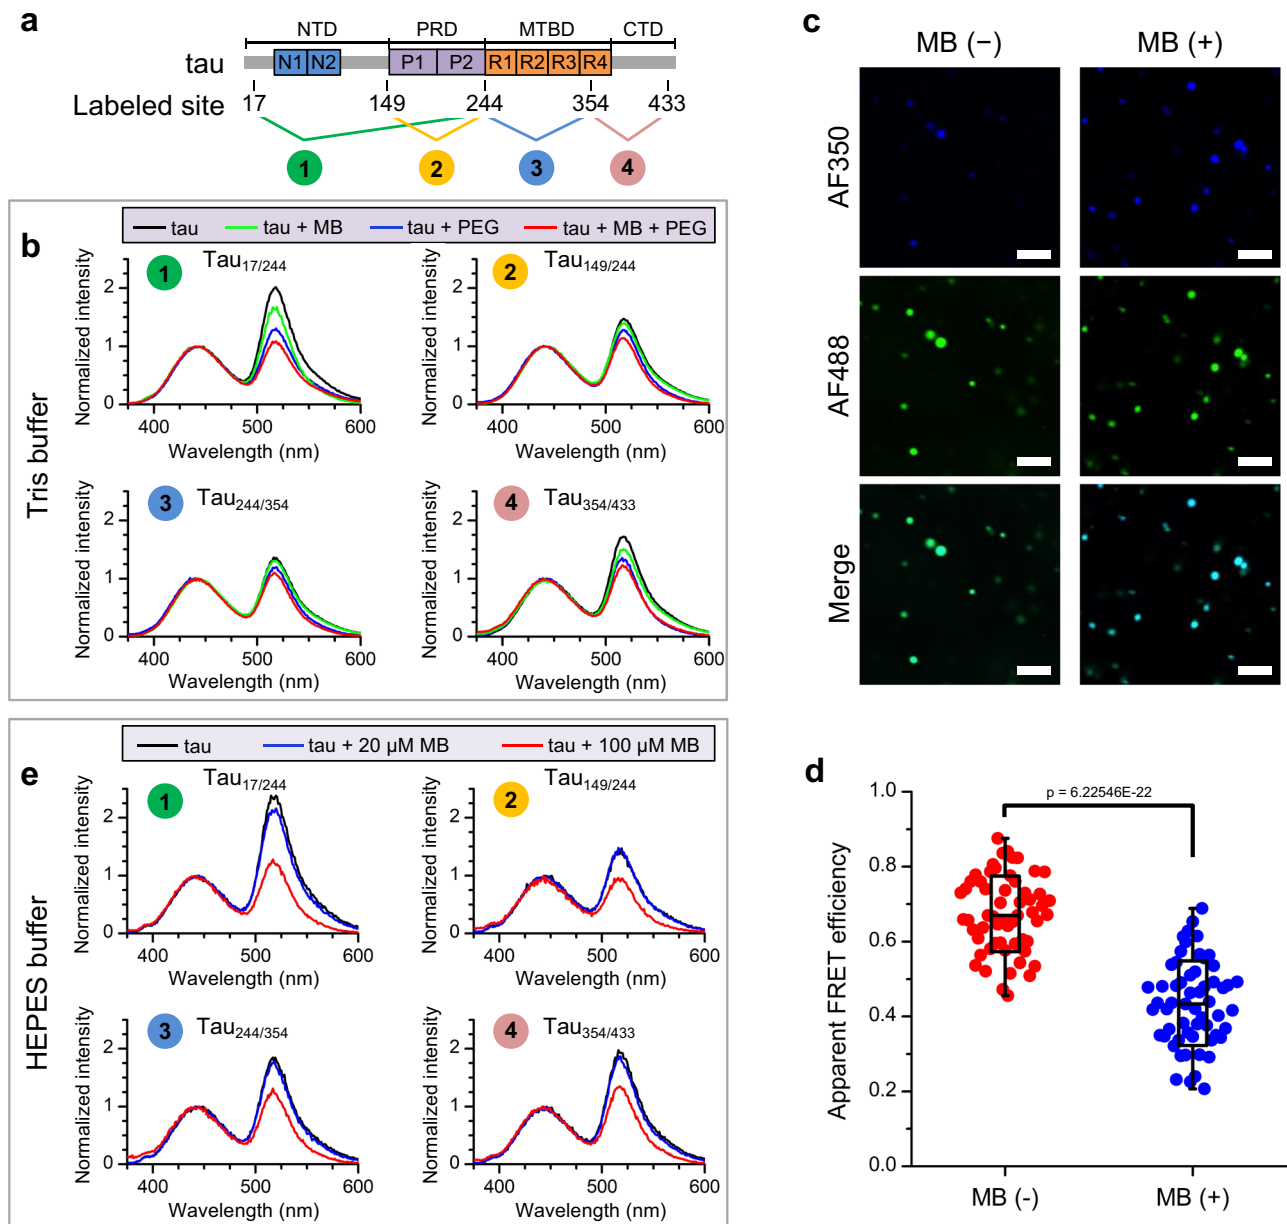 a
NTD PRD MTBD CTD
tau N1 N2 P1 P2 R1 R2 R3 R4
Labeled site 17 149 244 354 433
1 2 3 4
b
tau tau + MB tau + PEG tau + MB + PEG
Tris buffer
1 Tau17/244
Normalized intensity
2
1
0
400 500 600
Wavelength (nm)
2 Tau149/244
Normalized intensity
2
1
0
400 500 600
Wavelength (nm)
3 Tau244/354
Normalized intensity
2
1
0
400 500 600
Wavelength (nm)
4 Tau354/433
Normalized intensity
2
1
0
400 500 600
Wavelength (nm)
c
MB (−) MB (+)
AF350
AF488
Merge
d
p = 6.22546E-22
Apparent FRET efficiency
1.0
0.8
0.6
0.4
0.2
0.0
MB (-) MB (+)
e
tau tau + 20 μM MB tau + 100 μM MB
HEPES buffer
1 Tau17/244
Normalized intensity
2
1
0
400 500 600
Wavelength (nm)
2 Tau149/244
Normalized intensity
2
1
0
400 500 600
Wavelength (nm)
3 Tau244/354
Normalized intensity
2
1
0
400 500 600
Wavelength (nm)
4 Tau354/433
Normalized intensity
2
1
0
400 500 600
Wavelength (nm)